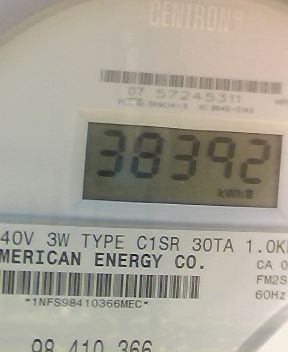 CENTRON®
07 57245311
38392
kWh
40V 3W TYPE C1SR 30TA 1.0K
MERICAN ENERGY CO.
CA 0
FM2S
*1NFS98410366MEC*
60Hz
98 410 366